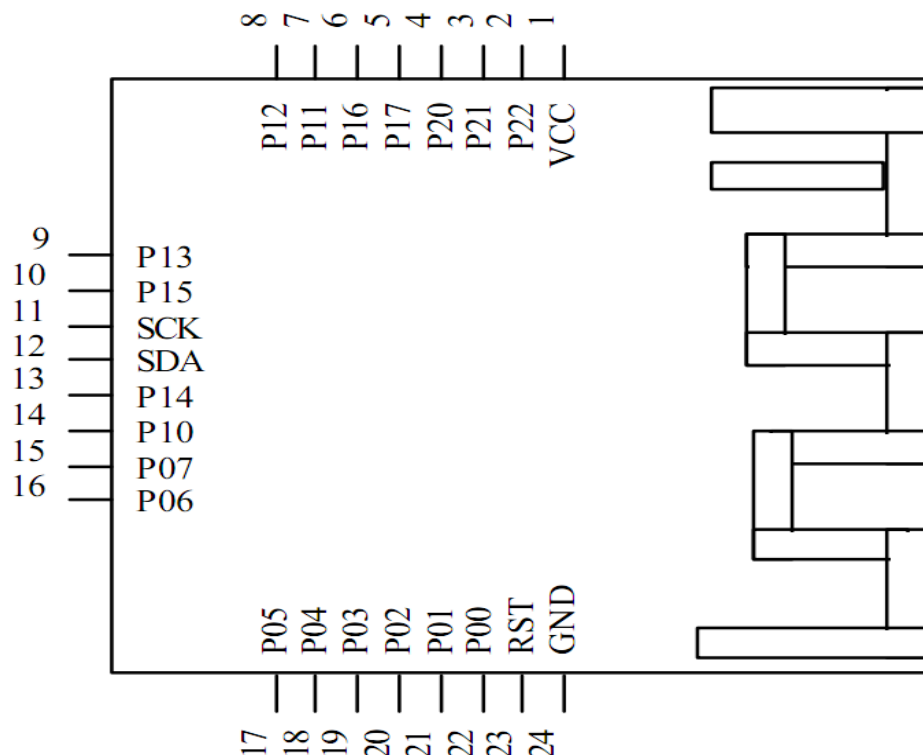 8 7 6 5 4 3 2 1
P12 P11 P16 P17 P20 P21 P22 VCC
9 P13
10 P15
11 SCK
12 SDA
13 P14
14 P10
15 P07
16 P06
P05 P04 P03 P02 P01 P00 RST GND
17 18 19 20 21 22 23 24